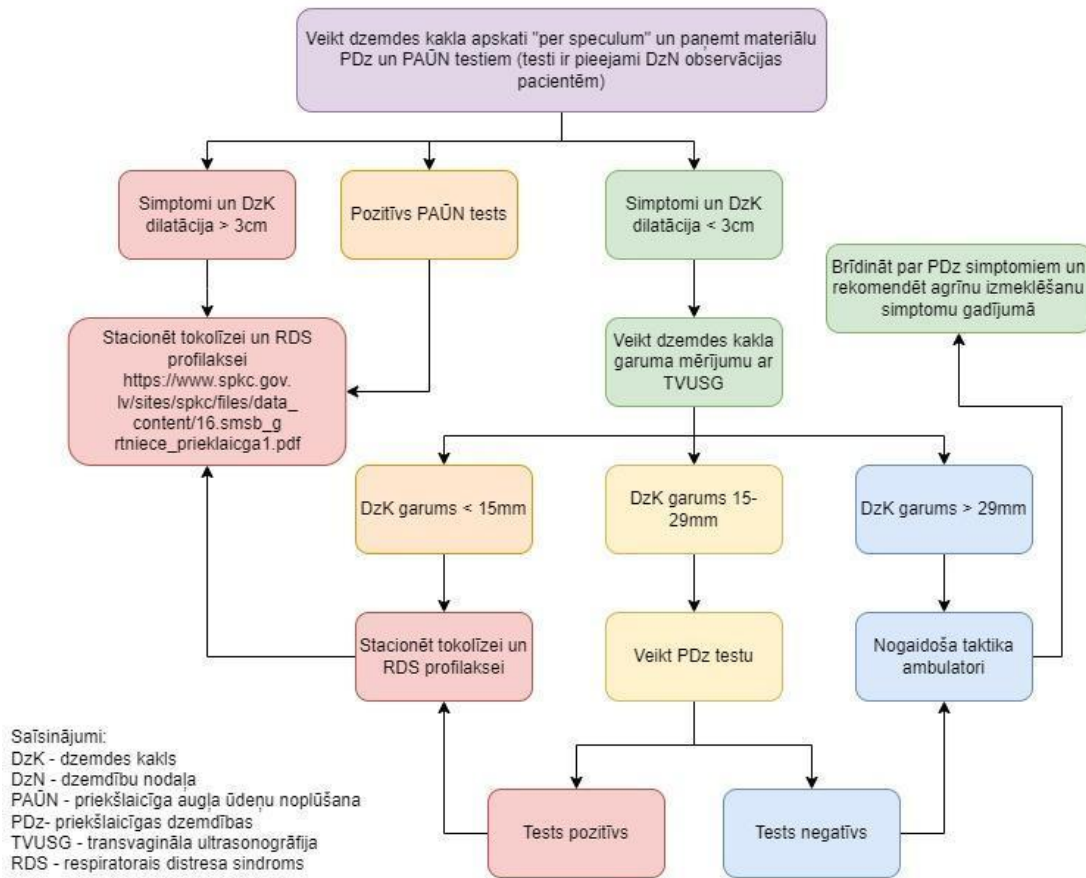 Veikt dzemdes kakla apskati "per speculum" un paņemt materiālu
PDz un PAŪN testiem (testi ir pieejami DzN observācijas
pacientēm)
Simptomi un DzK
dilatācija > 3cm
Pozitīvs PAŪN tests
Simptomi un DzK
dilatācija < 3cm
Brīdināt par PDz simptomiem un
rekomendēt agrīnu izmeklēšanu
simptomu gadījumā
Stacionēt tokolīzei un RDS
profilaksei
https://www.spkc.gov.
lv/sites/spkc/files/data_
content/16.smsb_g
rtniece_prieklaicga1.pdf
Veikt dzemdes kakla
garuma mērījumu ar
TVUSG
DzK garums < 15mm
DzK garums 15-
29mm
DzK garums > 29mm
Stacionēt tokolīzei un
RDS profilaksei
Veikt PDz testu
Nogaidoša taktika
ambulatori
Tests pozitīvs
Tests negatīvs
Saīsinājumi:
DzK - dzemdes kakls
DzN - dzemdību nodaļa
PAŪN - priekšlaicīga augļa ūdeņu noplūšana
PDz- priekšlaicīgas dzemdības
TVUSG - transvagināla ultrasonogrāfija
RDS - respiratorais distresa sindroms